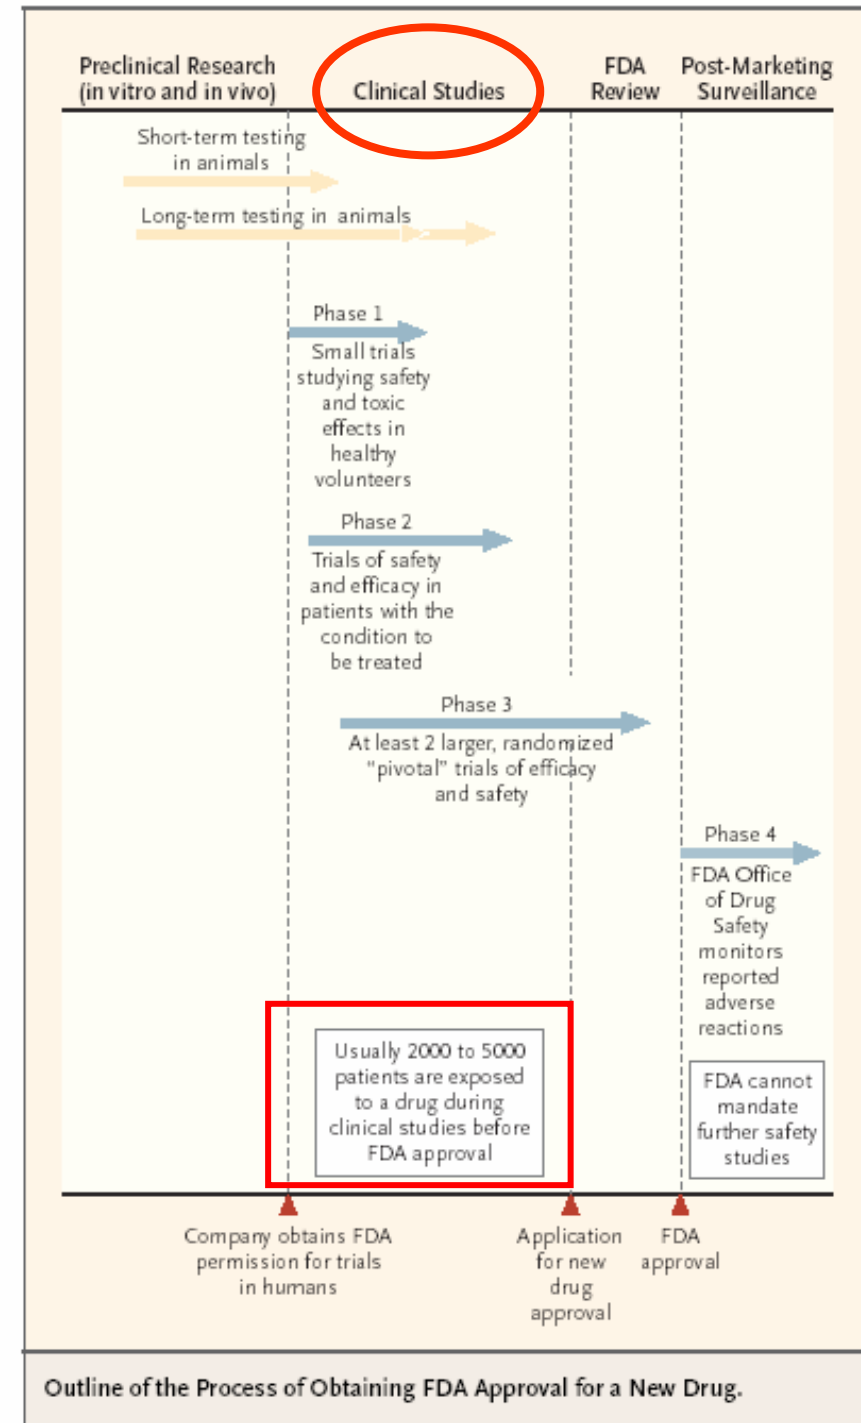 Preclinical Research
(in vitro and in vivo)
Clinical Studies
FDA
Review
Post-Marketing
Surveillance
Short-term testing
in animals
Long-term testing in animals
Phase 1
Small trials
studying safety
and toxic
effects in
healthy
volunteers
Phase 2
Trials of safety
and efficacy in
patients with the
condition to
be treated
Phase 3
At least 2 larger, randomized
“pivotal” trials of efficacy
and safety
Phase 4
FDA Office
of Drug
Safety
monitors
reported
adverse
reactions
Usually 2000 to 5000
patients are exposed
to a drug during
clinical studies before
FDA approval
FDA cannot
mandate
further safety
studies
Company obtains FDA
permission for trials
in humans
Application
for new
drug
approval
FDA
approval
Outline of the Process of Obtaining FDA Approval for a New Drug.